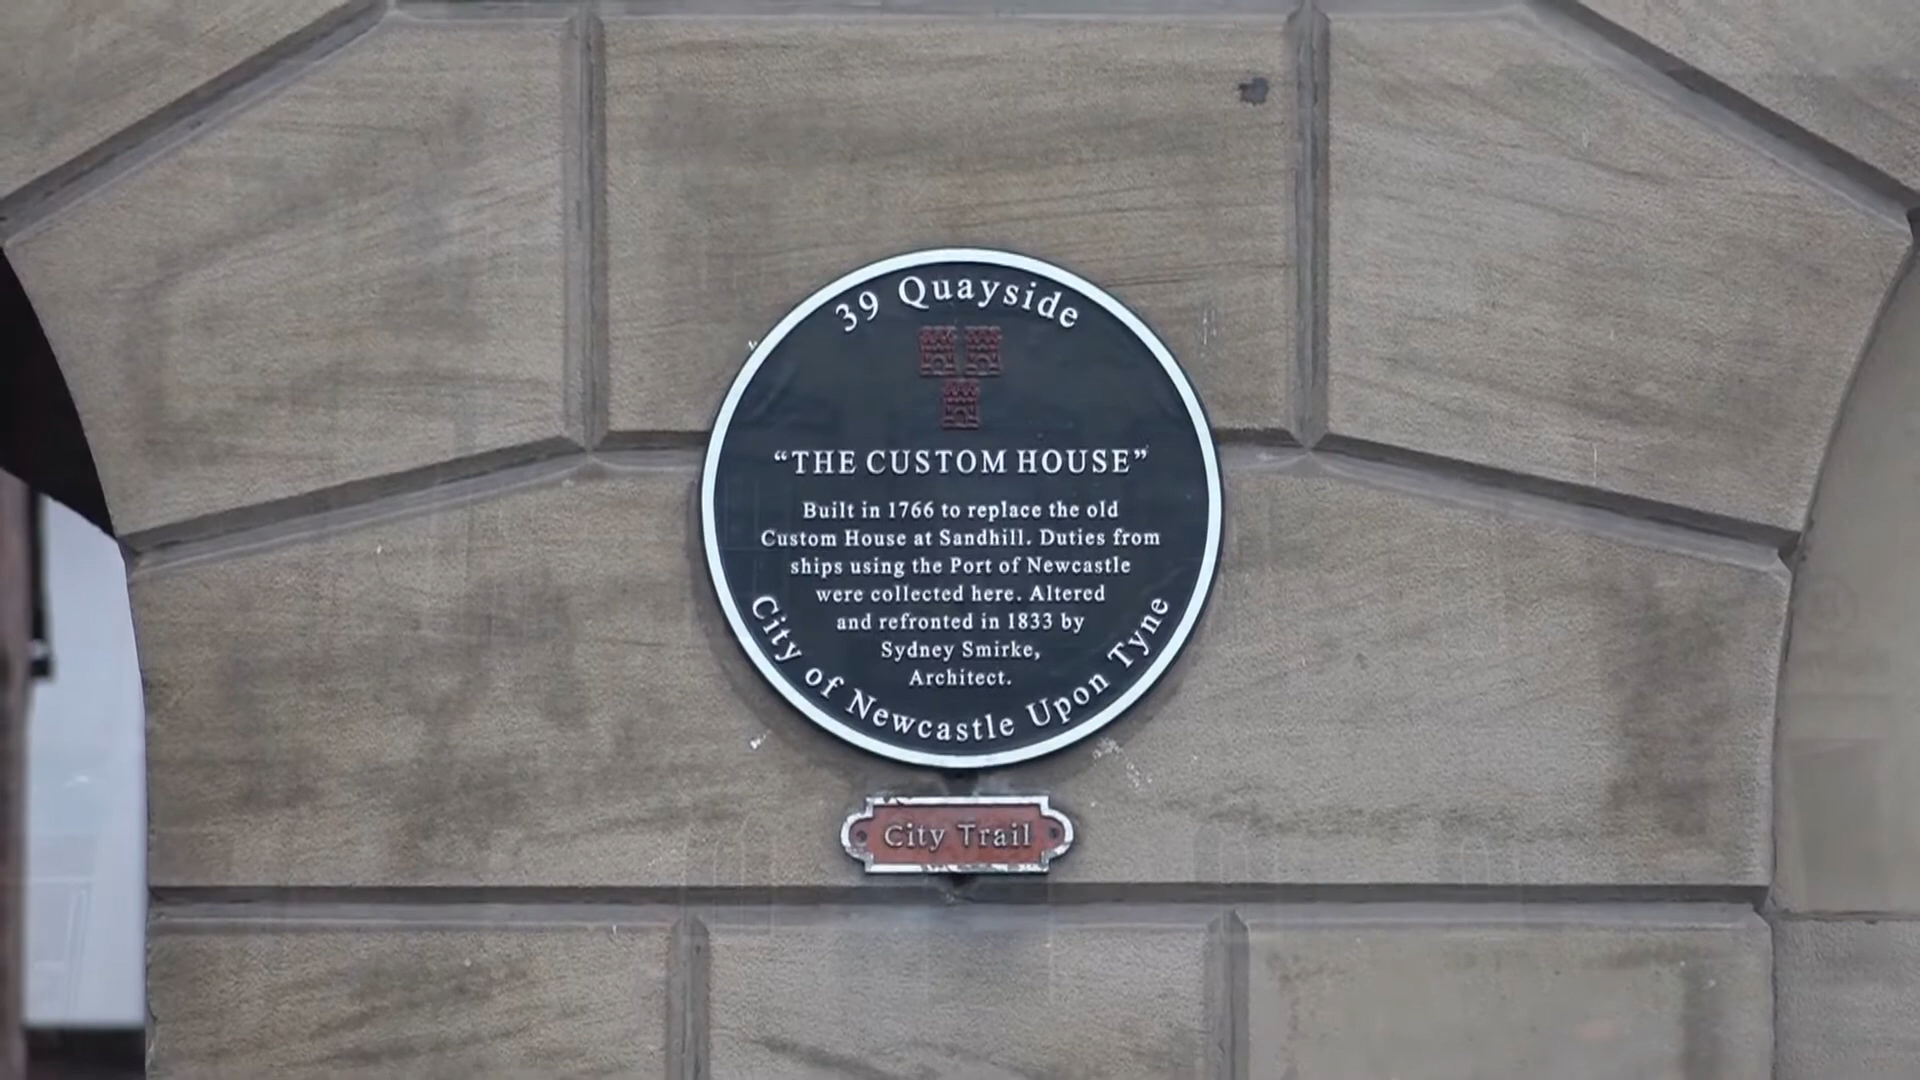 39 Quayside
“THE CUSTOM HOUSE”
Built in 1766 to replace the old
Custom House at Sandhill. Duties from
ships using the Port of Newcastle
were collected here. Altered
and refronted in 1833 by
Sydney Smirke,
Architect.
City of Newcastle Upon Tyne
City Trail